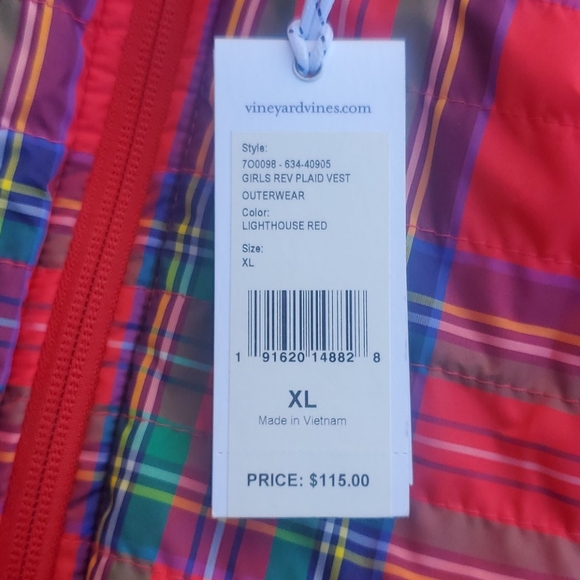 vineyardvines.com
Style:
7O0098 - 634-40905
GIRLS REV PLAID VEST
OUTERWEAR
Color:
LIGHTHOUSE RED
Size:
XL
1 91620 14882 8
XL
Made in Vietnam
PRICE: $115.00